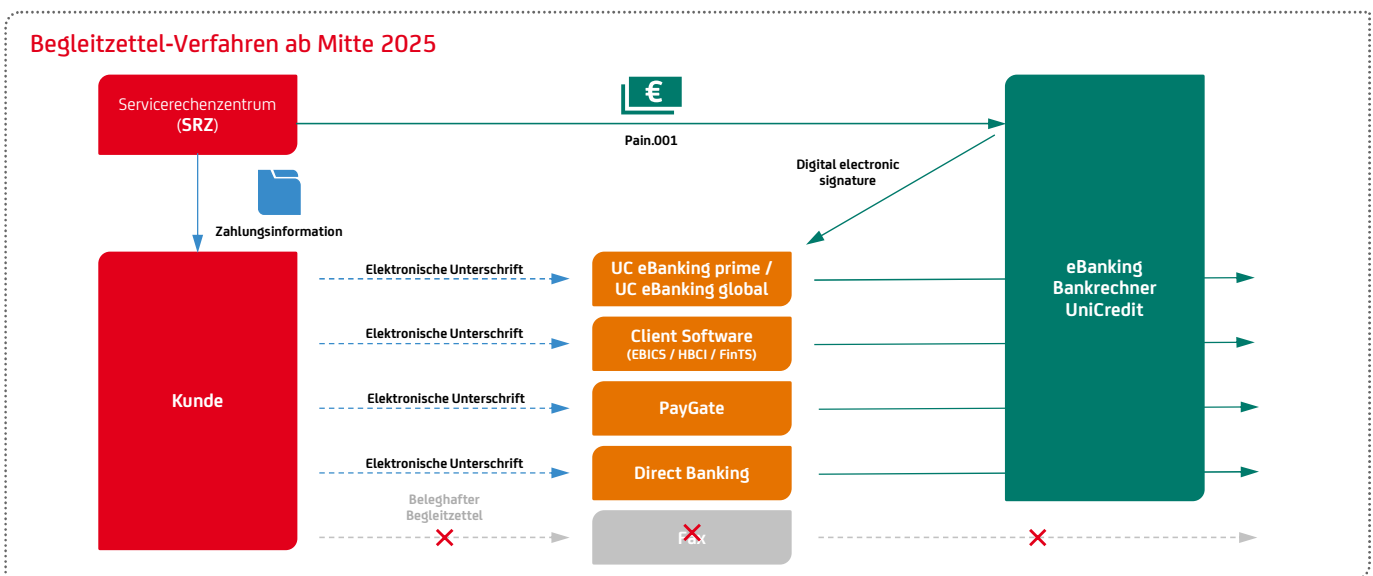 Begleitzettel-Verfahren ab Mitte 2025
Servicerechenzentrum
(SRZ)
€
Pain.001
Digital electronic
signature
Zahlungsinformation
Kunde
Elektronische Unterschrift
UC eBanking prime /
UC eBanking global
eBanking
Bankrechner
UniCredit
Elektronische Unterschrift
Client Software
(EBICS / HBCI / FinTS)
Elektronische Unterschrift
PayGate
Elektronische Unterschrift
Direct Banking
Beleghafter
Begleitzettel
Fax